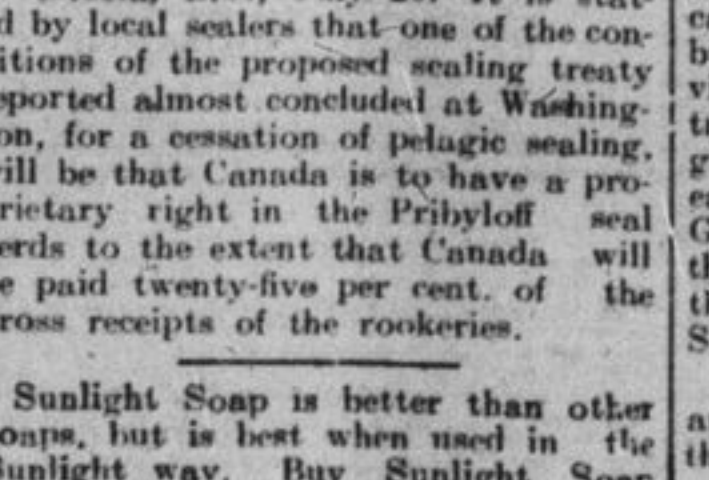 d by local sealers that one of the con-
itions of the proposed sealing treaty
eported almost concluded at Washing-
on, for a cessation of pelagic sealing,
ill be that Canada is to have a pro-
rietary right in the Pribyloff seal
erds to the extent that Canada will
e paid twenty-five per cent. of the
ross receipts of the rookeries.
Sunlight Soap is better than other
oaps, but is best when used in the
Sunlight way. Buy Sunlight Soap